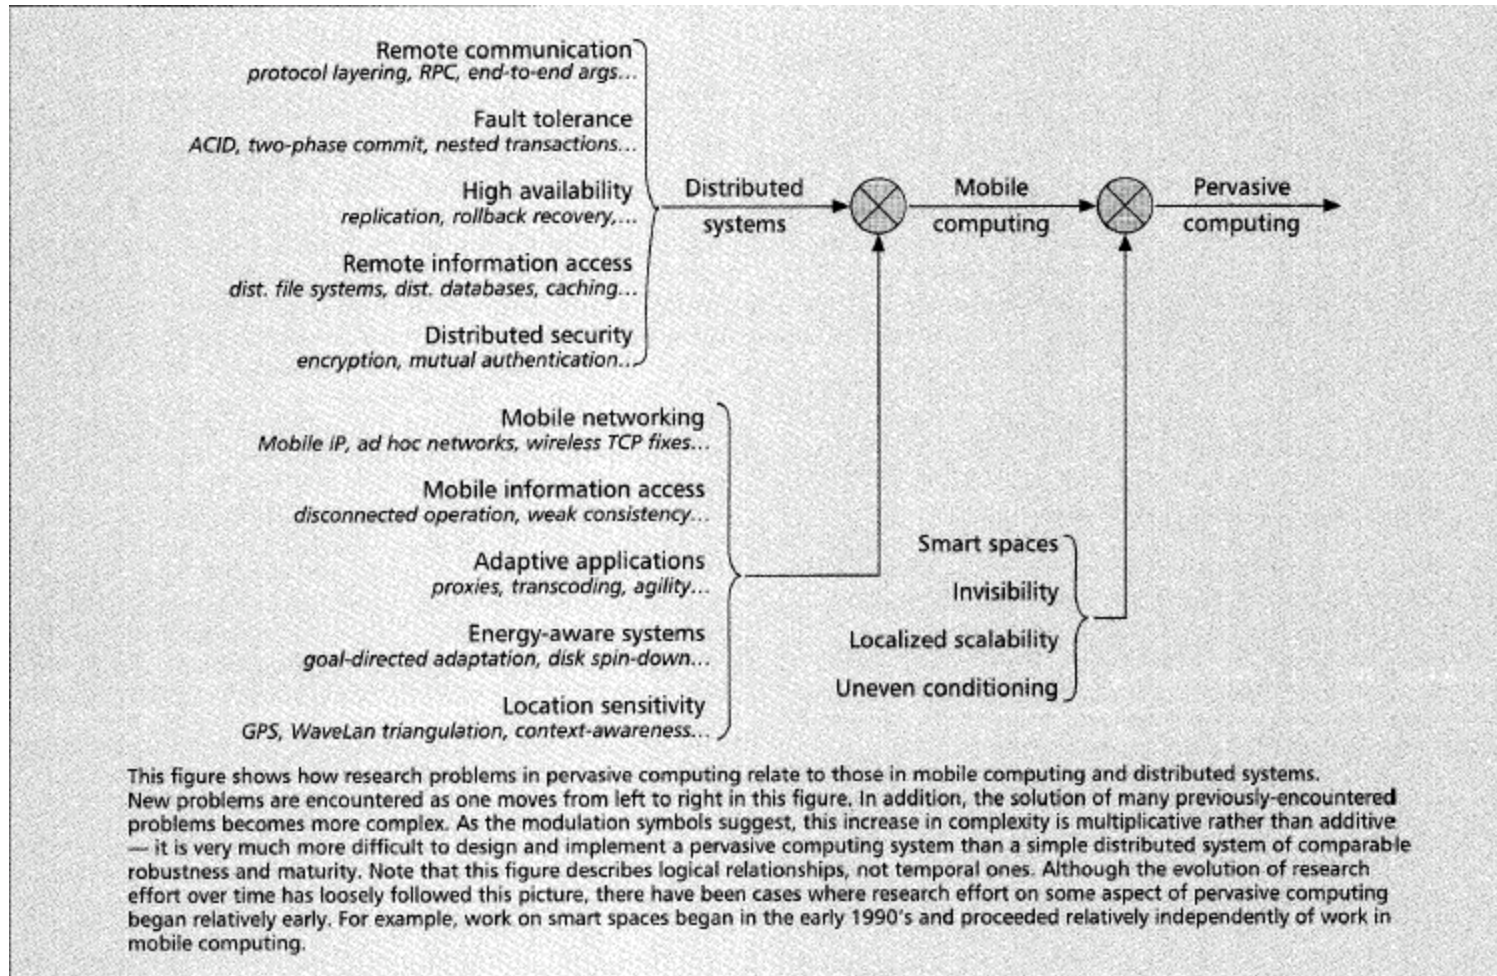 Remote communication
protocol layering, RPC, end-to-end args...
Fault tolerance
ACID, two-phase commit, nested transactions...
High availability
replication, rollback recovery,...
Remote information access
dist. file systems, dist. databases, caching...
Distributed security
encryption, mutual authentication...
Distributed
systems
Mobile
computing
Pervasive
computing
Mobile networking
Mobile IP, ad hoc networks, wireless TCP fixes...
Mobile information access
disconnected operation, weak consistency...
Adaptive applications
proxies, transcoding, agility...
Energy-aware systems
goal-directed adaptation, disk spin-down...
Location sensitivity
GPS, WaveLan triangulation, context-awareness...
Smart spaces
Invisibility
Localized scalability
Uneven conditioning
This figure shows how research problems in pervasive computing relate to those in mobile computing and distributed systems.
New problems are encountered as one moves from left to right in this figure. In addition, the solution of many previously-encountered
problems becomes more complex. As the modulation symbols suggest, this increase in complexity is multiplicative rather than additive
— it is very much more difficult to design and implement a pervasive computing system than a simple distributed system of comparable
robustness and maturity. Note that this figure describes logical relationships, not temporal ones. Although the evolution of research
effort over time has loosely followed this picture, there have been cases where research effort on some aspect of pervasive computing
began relatively early. For example, work on smart spaces began in the early 1990's and proceeded relatively independently of work in
mobile computing.